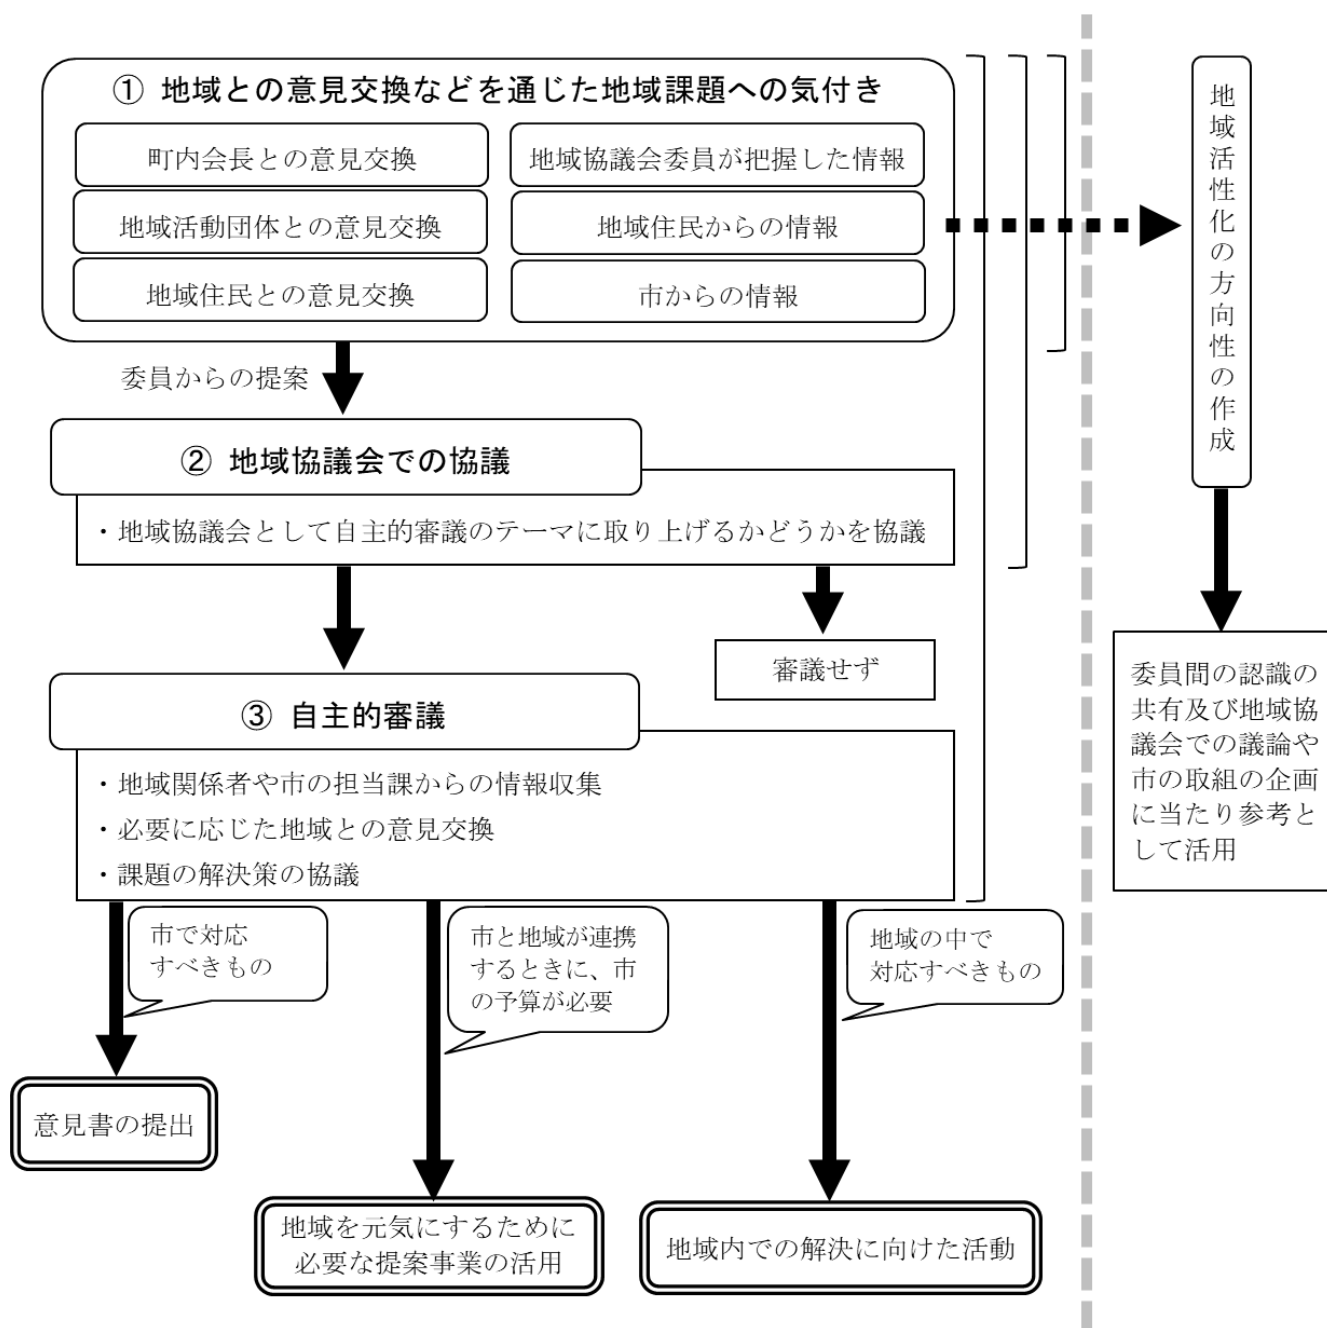 ① 地域との意見交換などを通じた地域課題への気付き
町内会長との意見交換
地域協議会委員が把握した情報
地域活動団体との意見交換
地域住民からの情報
地域住民との意見交換
市からの情報
委員からの提案
② 地域協議会での協議
・地域協議会として自主的審議のテーマに取り上げるかどうかを協議
審議せず
③ 自主的審議
・地域関係者や市の担当課からの情報収集
・必要に応じた地域との意見交換
・課題の解決策の協議
市で対応
すべきもの
市と地域が連携
するときに、市
の予算が必要
地域の中で
対応すべきもの
意見書の提出
地域を元気にするために
必要な提案事業の活用
地域内での解決に向けた活動
地域活性化の方向性の作成
委員間の認識の
共有及び地域協
議会での議論や
市の取組の企画
に当たり参考と
して活用